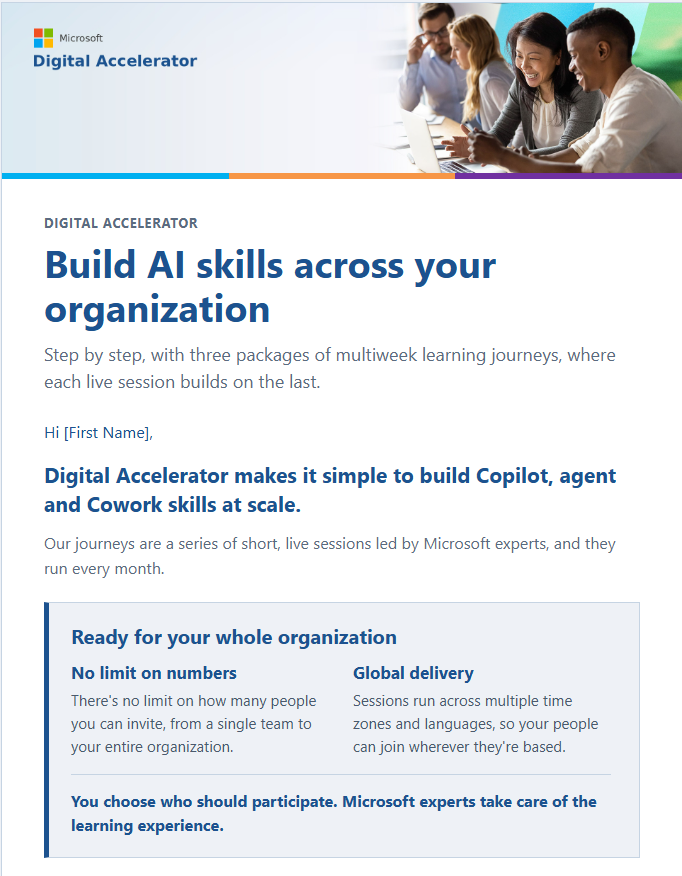 Microsoft
Digital Accelerator
DIGITAL ACCELERATOR
Build AI skills across your
organization
Step by step, with three packages of multiweek learning journeys, where
each live session builds on the last.
Hi [First Name],
Digital Accelerator makes it simple to build Copilot, agent
and Cowork skills at scale.
Our journeys are a series of short, live sessions led by Microsoft experts, and they
run every month.
Ready for your whole organization
No limit on numbers
There's no limit on how many people
you can invite, from a single team to
your entire organization.
Global delivery
Sessions run across multiple time
zones and languages, so your people
can join wherever they're based.
You choose who should participate. Microsoft experts take care of the
learning experience.